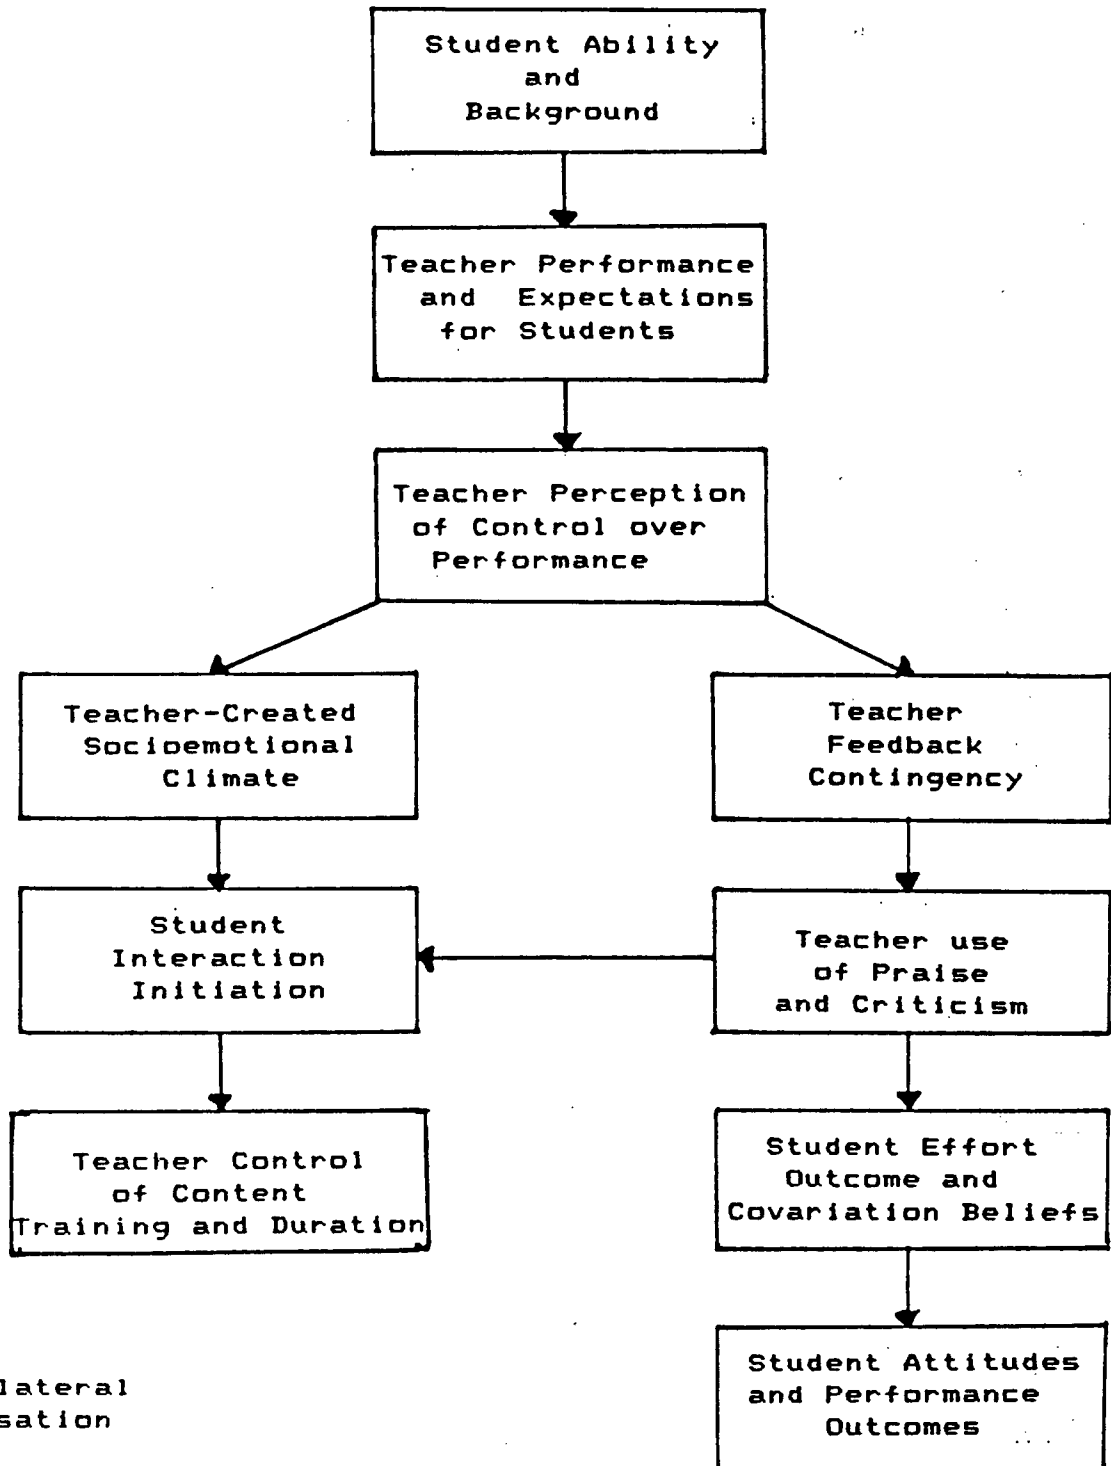 Student Ability
and
Background
Teacher Performance
and Expectations
for Students
Teacher Perception
of Control over
Performance
Teacher-Created
Socioemotional
Climate
Teacher
Feedback
Contingency
Student
Interaction
Initiation
Teacher use
of Praise
and Criticism
Teacher Control
of Content
Training and Duration
Student Effort
Outcome and
Covariation Beliefs
Student Attitudes
and Performance
Outcomes
lateral
sation